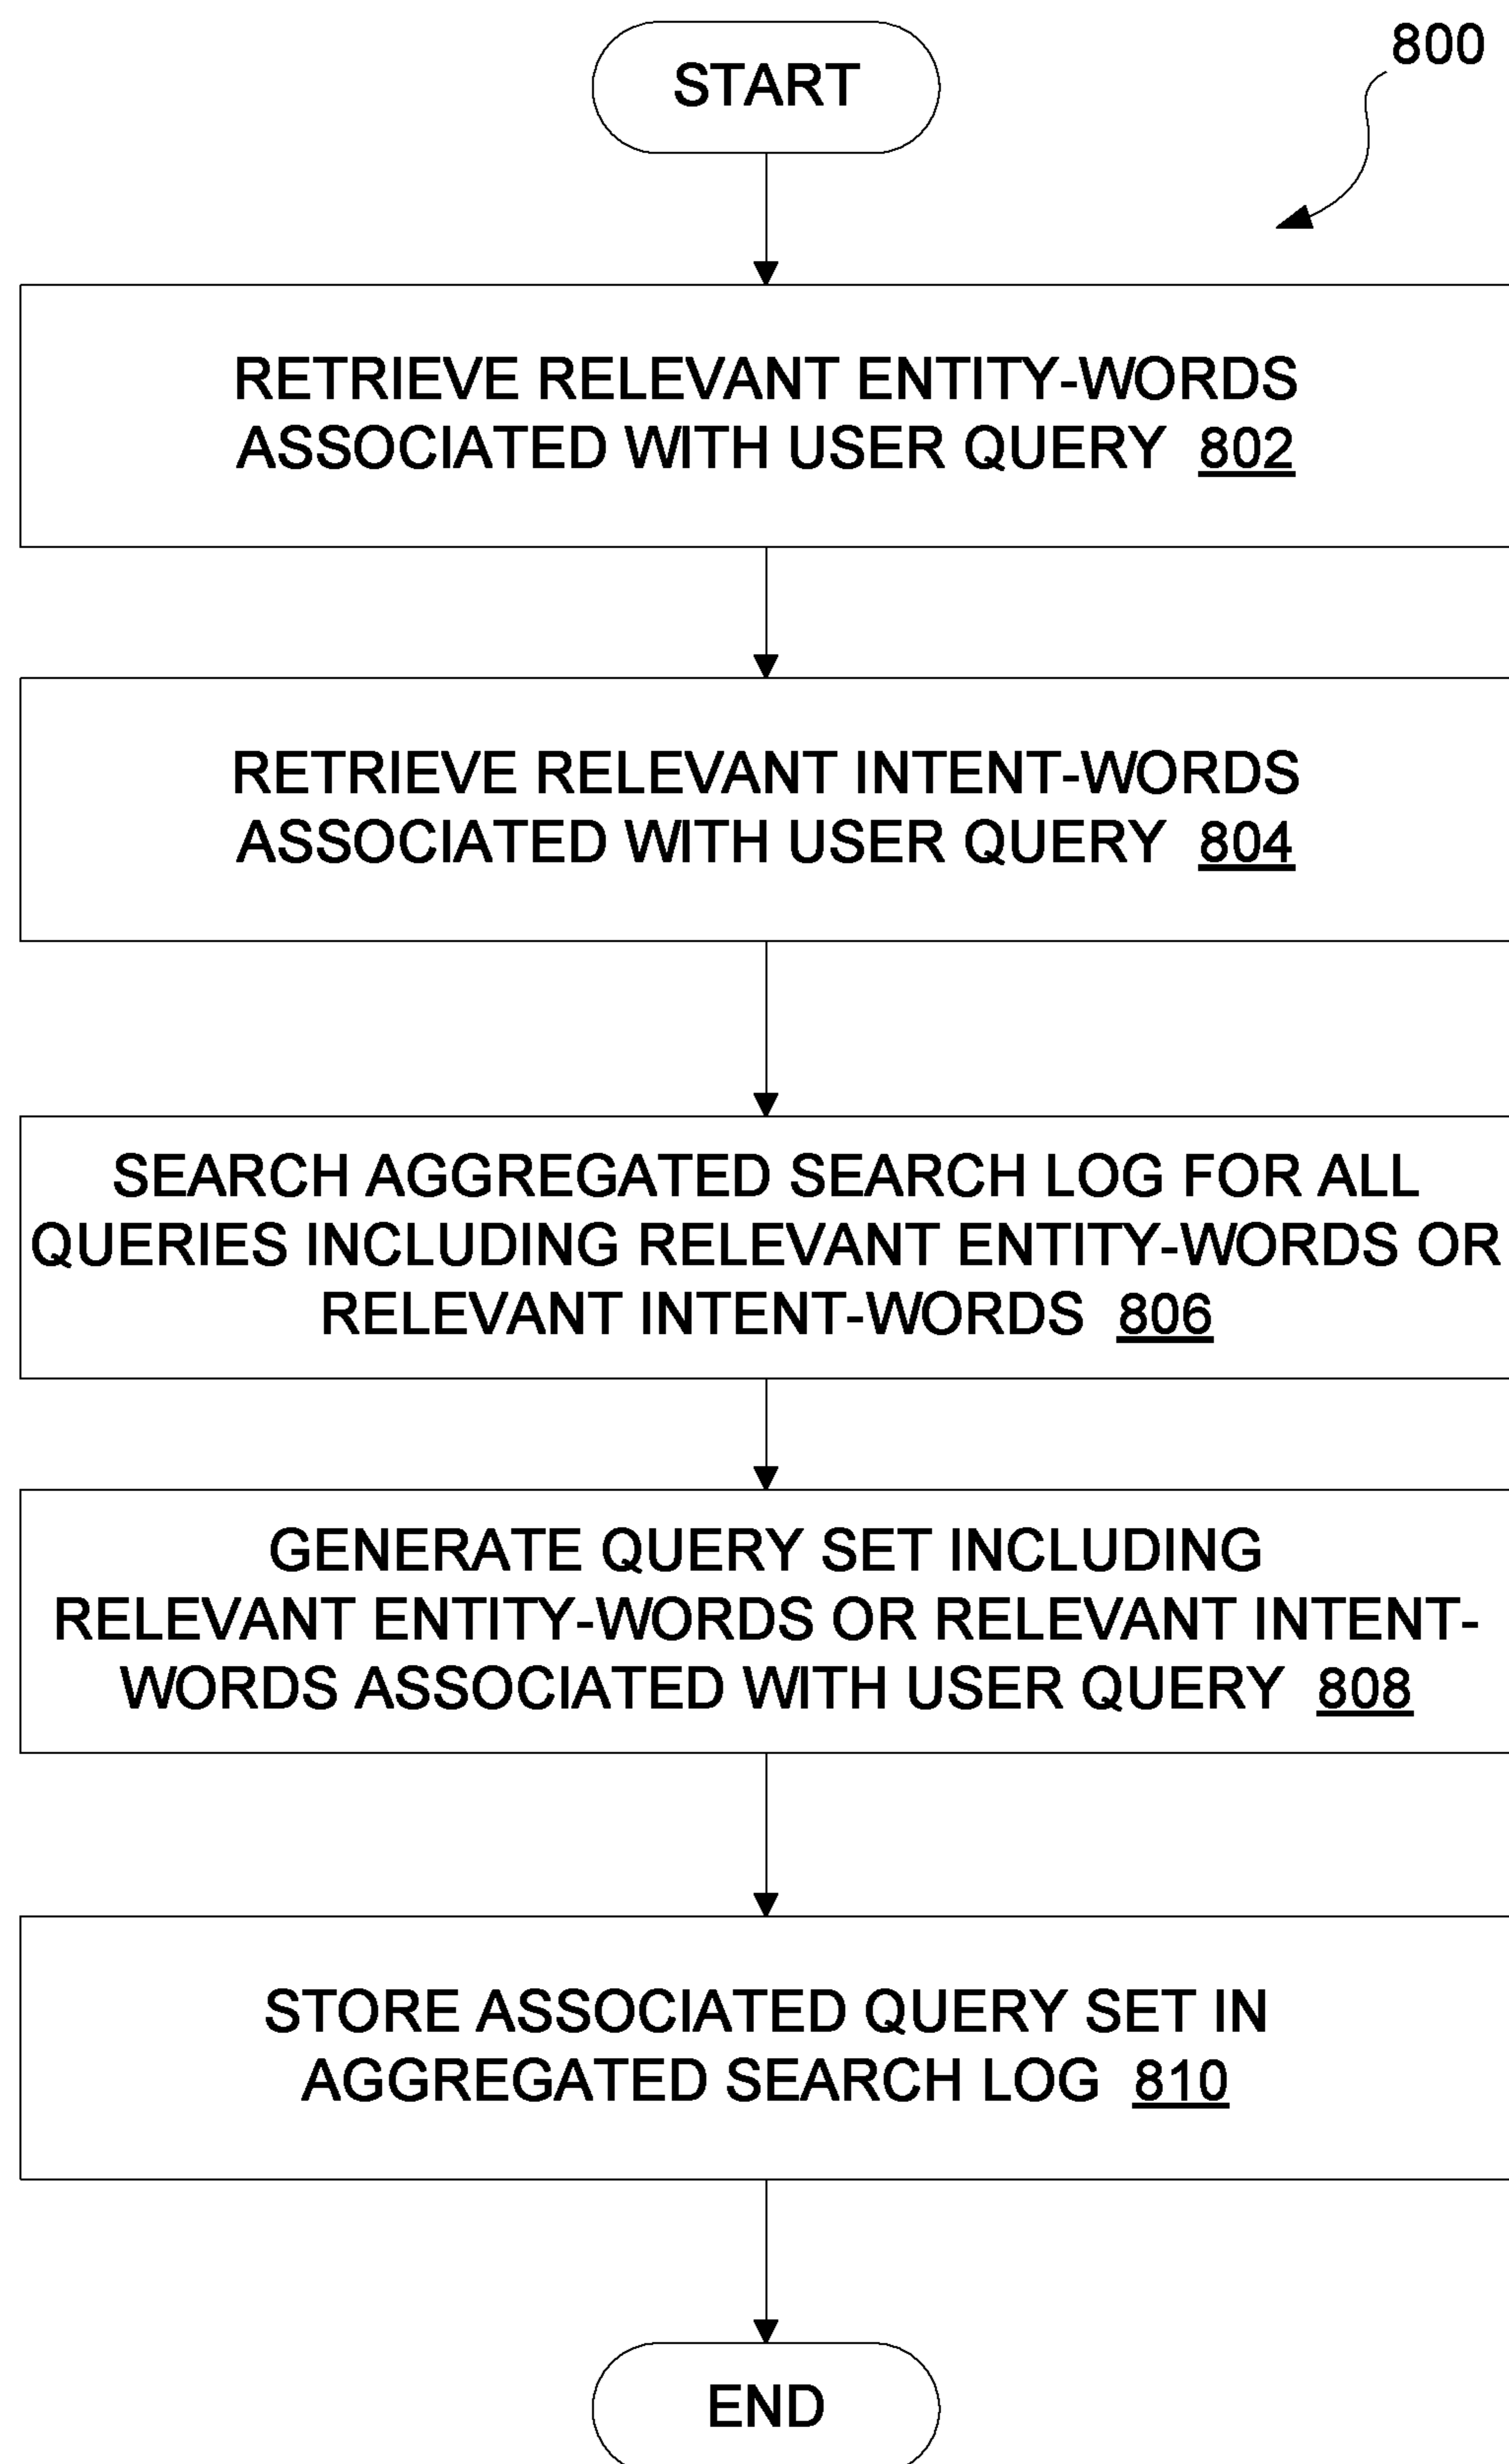 800
START
RETRIEVE RELEVANT ENTITY-WORDS
ASSOCIATED WITH USER QUERY 802
RETRIEVE RELEVANT INTENT-WORDS
ASSOCIATED WITH USER QUERY 804
SEARCH AGGREGATED SEARCH LOG FOR ALL
QUERIES INCLUDING RELEVANT ENTITY-WORDS OR
RELEVANT INTENT-WORDS 806
GENERATE QUERY SET INCLUDING
RELEVANT ENTITY-WORDS OR RELEVANT INTENT-
WORDS ASSOCIATED WITH USER QUERY 808
STORE ASSOCIATED QUERY SET IN
AGGREGATED SEARCH LOG 810
END